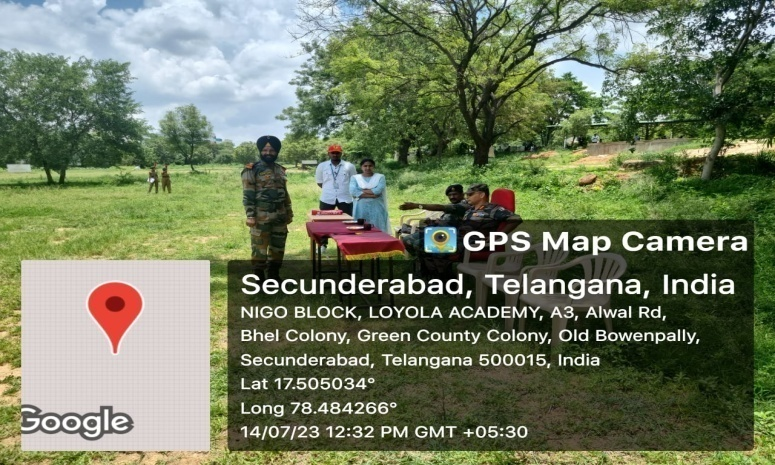 GPS Map Camera
Secunderabad, Telangana, India
NIGO BLOCK, LOYOLA ACADEMY, A3, Alwal Rd,
Bhel Colony, Green County Colony, Old Bowenpally,
Secunderabad, Telangana 500015, India
Lat 17.505034°
Long 78.484266°
14/07/23 12:32 PM GMT +05:30
Google